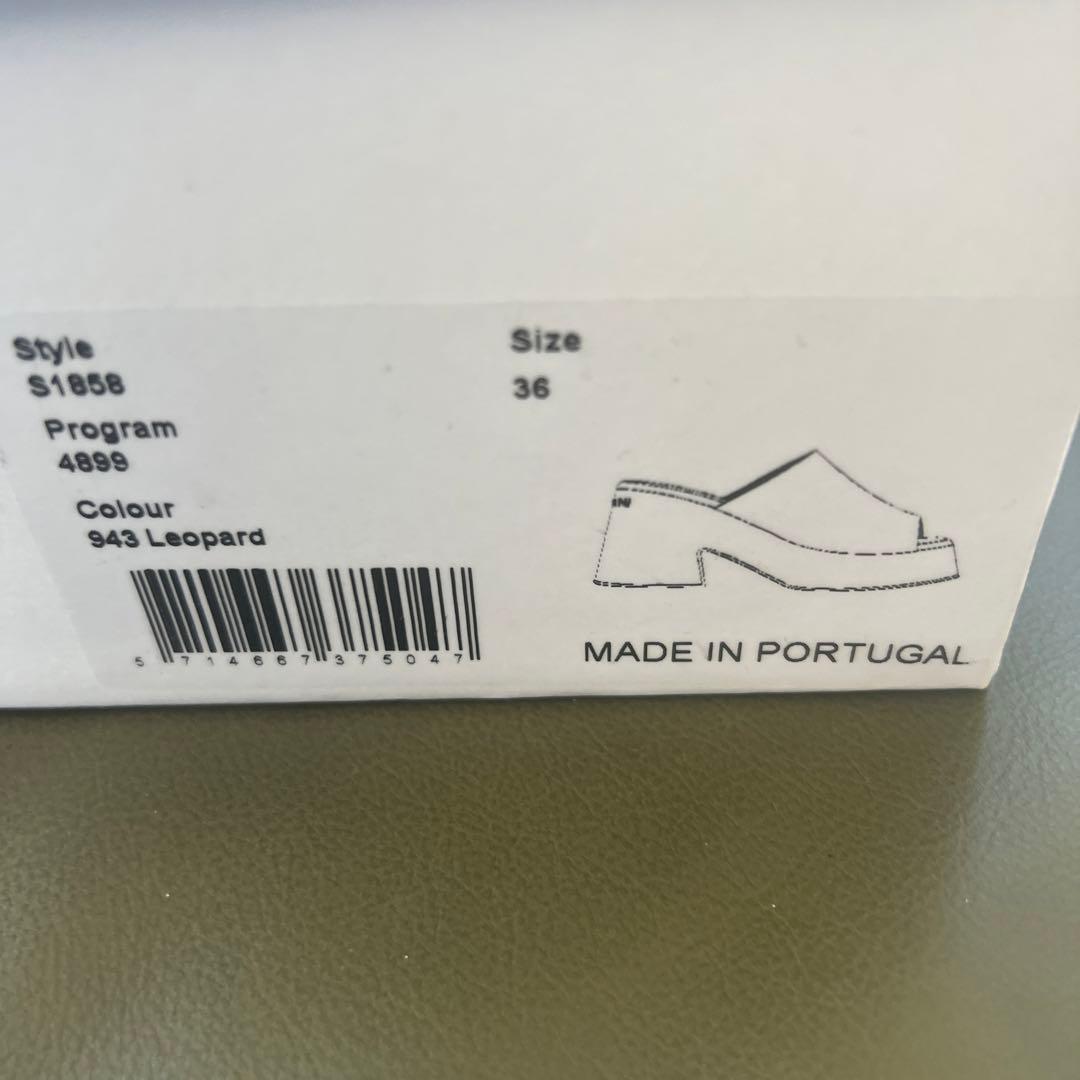 Style
S1858
Program
4899
Colour
943 Leopard
5 714667 375047
Size
36
MADE IN PORTUGAL